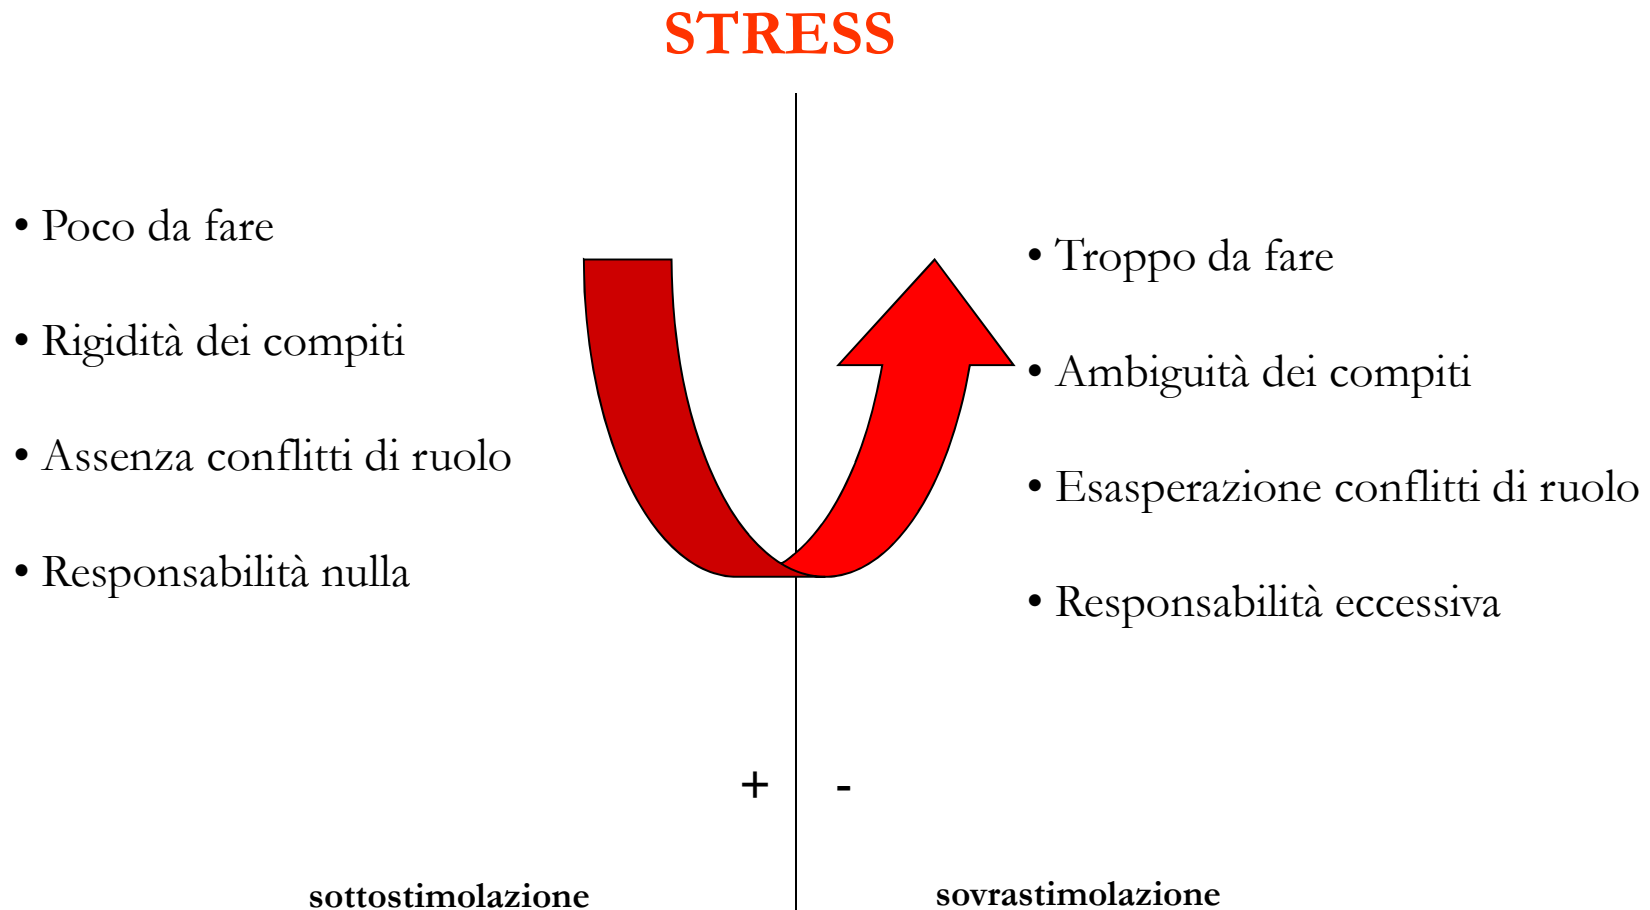 STRESS
• Poco da fare
• Rigidità dei compiti
• Assenza conflitti di ruolo
• Responsabilità nulla
• Troppo da fare
• Ambiguità dei compiti
• Esasperazione conflitti di ruolo
• Responsabilità eccessiva
+ -
sottostimolazione
sovrastimolazione